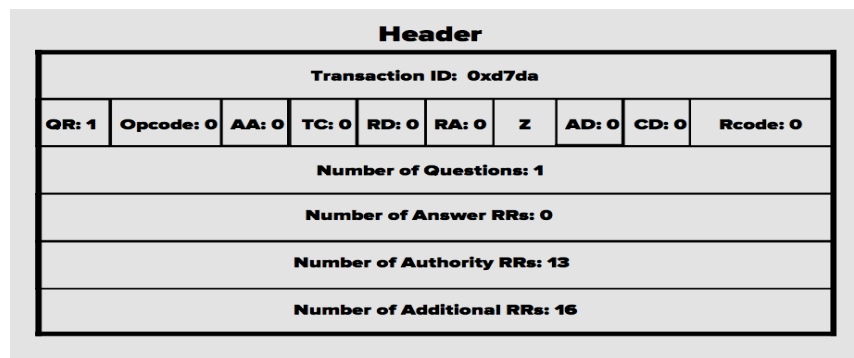 Header
Transaction ID: 0xd7da
QR: 1 Opcode: 0 AA: 0 TC: 0 RD: 0 RA: 0 Z AD: 0 CD: 0 Rcode: 0
Number of Questions: 1
Number of Answer RRs: 0
Number of Authority RRs: 13
Number of Additional RRs: 16